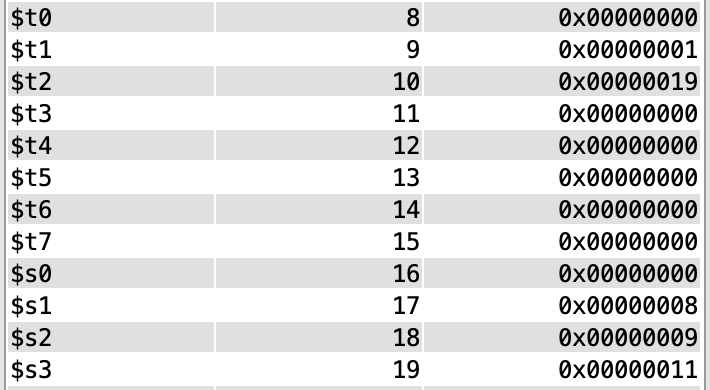 $t0 8 0x00000000
$t1 9 0x00000001
$t2 10 0x00000019
$t3 11 0x00000000
$t4 12 0x00000000
$t5 13 0x00000000
$t6 14 0x00000000
$t7 15 0x00000000
$s0 16 0x00000000
$s1 17 0x00000008
$s2 18 0x00000009
$s3 19 0x00000011